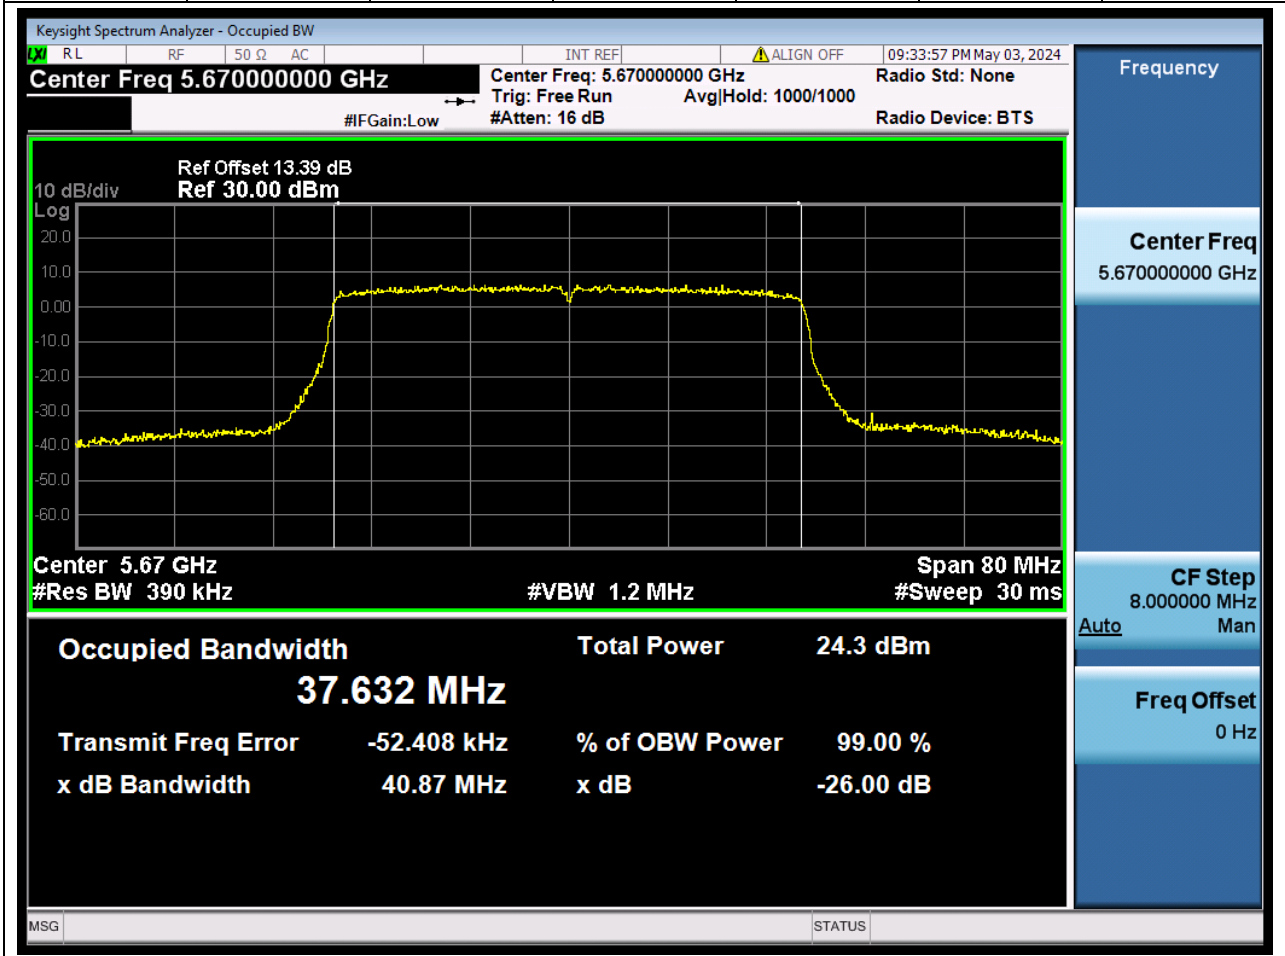 Keysight Spectrum Analyzer - Occupied BW
LXI RL RF 50 Ω AC INT REF ALIGN OFF 09:33:57 PM May 03, 2024
Center Freq 5.670000000 GHz
#IFGain:Low
Center Freq: 5.670000000 GHz
Trig: Free Run Avg|Hold: 1000/1000
#Atten: 16 dB
Radio Std: None
Radio Device: BTS
Ref Offset 13.39 dB
10 dB/div Ref 30.00 dBm
Log
20.0
10.0
0.00
-10.0
-20.0
-30.0
-40.0
-50.0
-60.0
Center 5.67 GHz Span 80 MHz
#Res BW 390 kHz #VBW 1.2 MHz #Sweep 30 ms
Occupied Bandwidth Total Power 24.3 dBm
37.632 MHz
Transmit Freq Error -52.408 kHz % of OBW Power 99.00 %
x dB Bandwidth 40.87 MHz x dB -26.00 dB
Frequency
Center Freq
5.670000000 GHz
CF Step
8.000000 MHz
Auto Man
Freq Offset
0 Hz
MSG STATUS